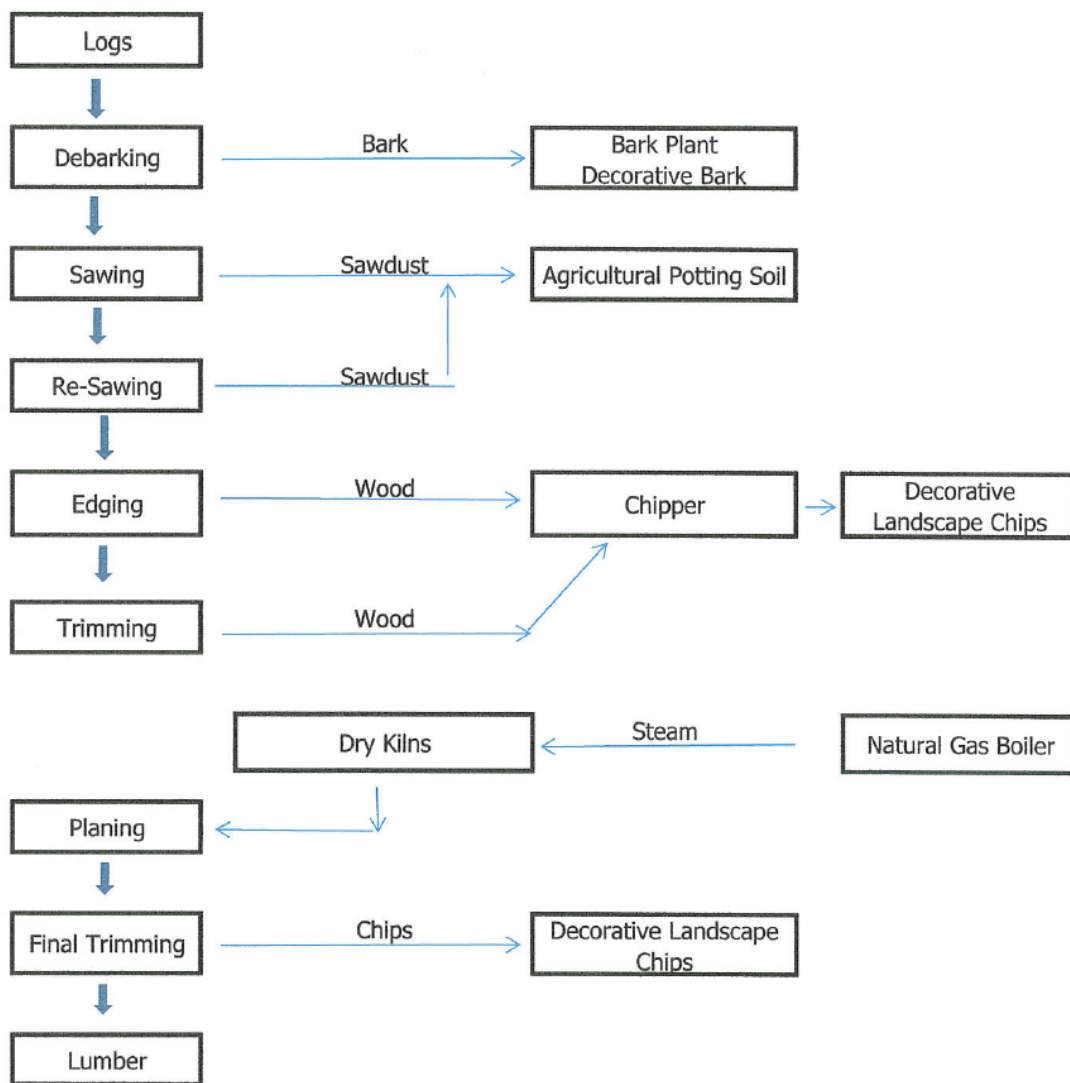 Logs
Debarking
Bark
Bark Plant
Decorative Bark
Sawing
Sawdust
Agricultural Potting Soil
Re-Sawing
Sawdust
Edging
Wood
Chipper
Decorative
Landscape Chips
Trimming
Wood
Dry Kilns
Steam
Natural Gas Boiler
Planing
Final Trimming
Chips
Decorative Landscape
Chips
Lumber